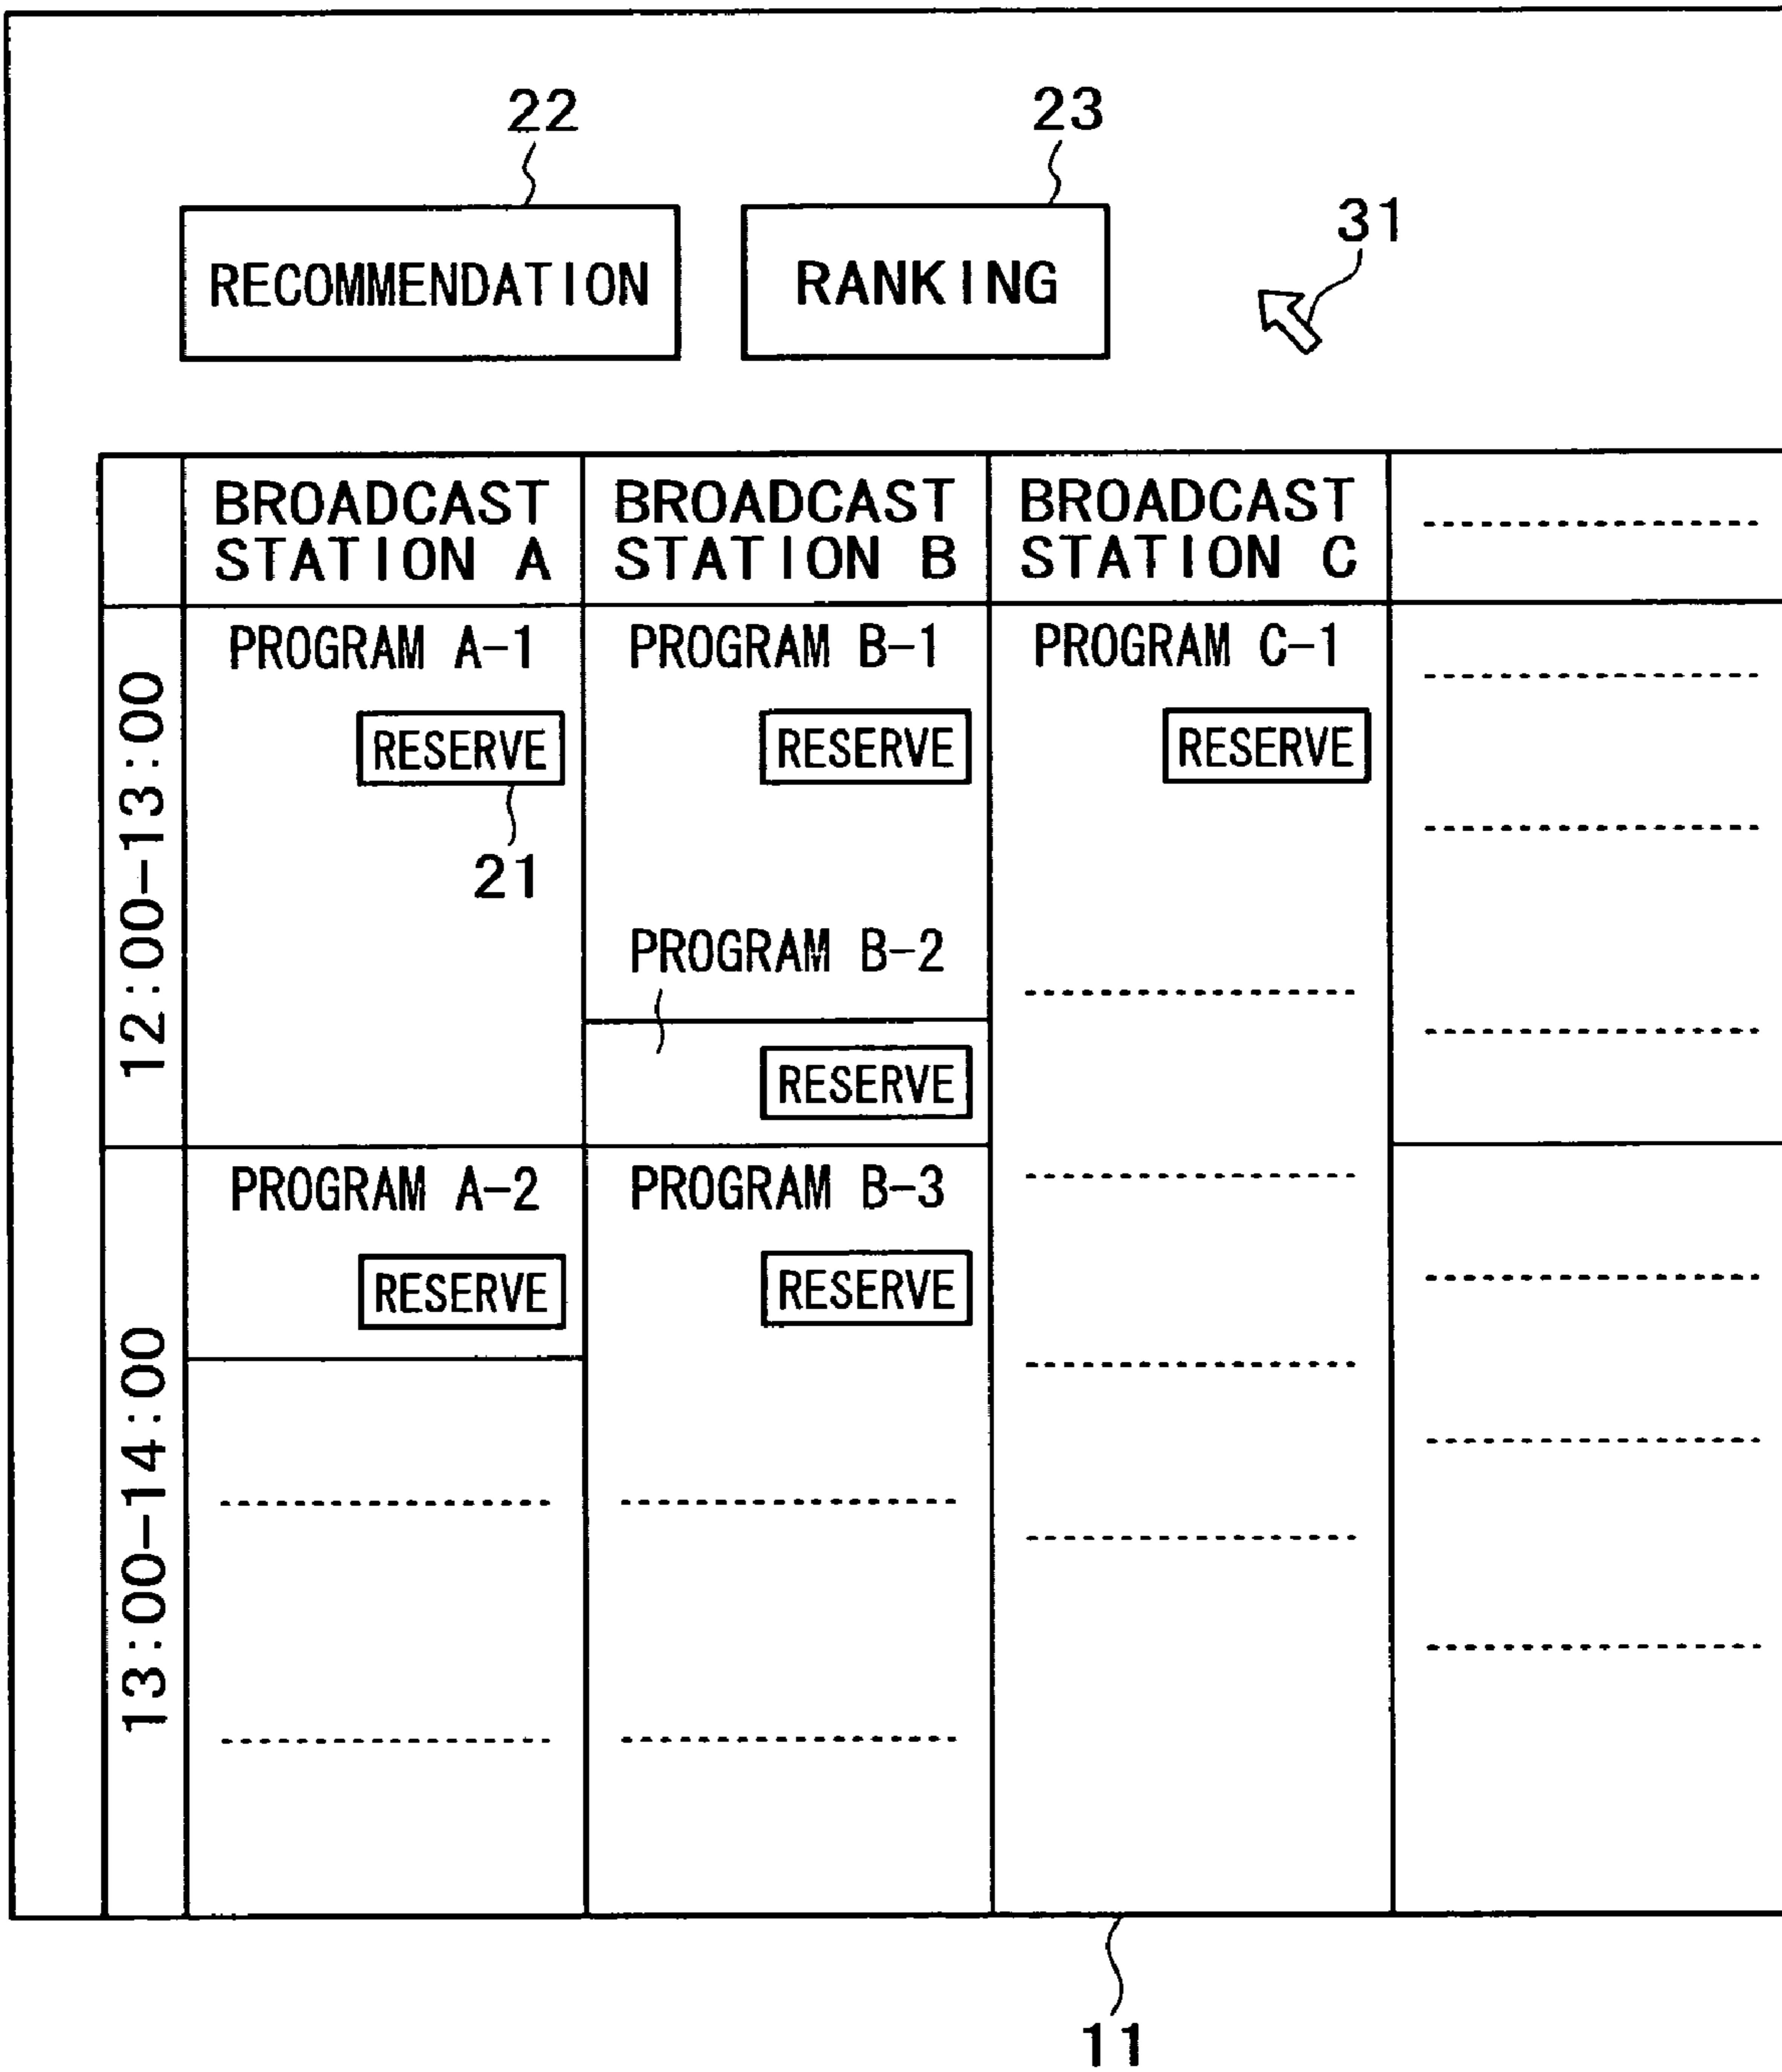 22
23
31
RECOMMENDATION
RANKING
BROADCAST STATION A
BROADCAST STATION B
BROADCAST STATION C
12:00-13:00
PROGRAM A-1
PROGRAM B-1
PROGRAM C-1
RESERVE
RESERVE
RESERVE
21
PROGRAM B-2
RESERVE
13:00-14:00
PROGRAM A-2
PROGRAM B-3
RESERVE
RESERVE
11